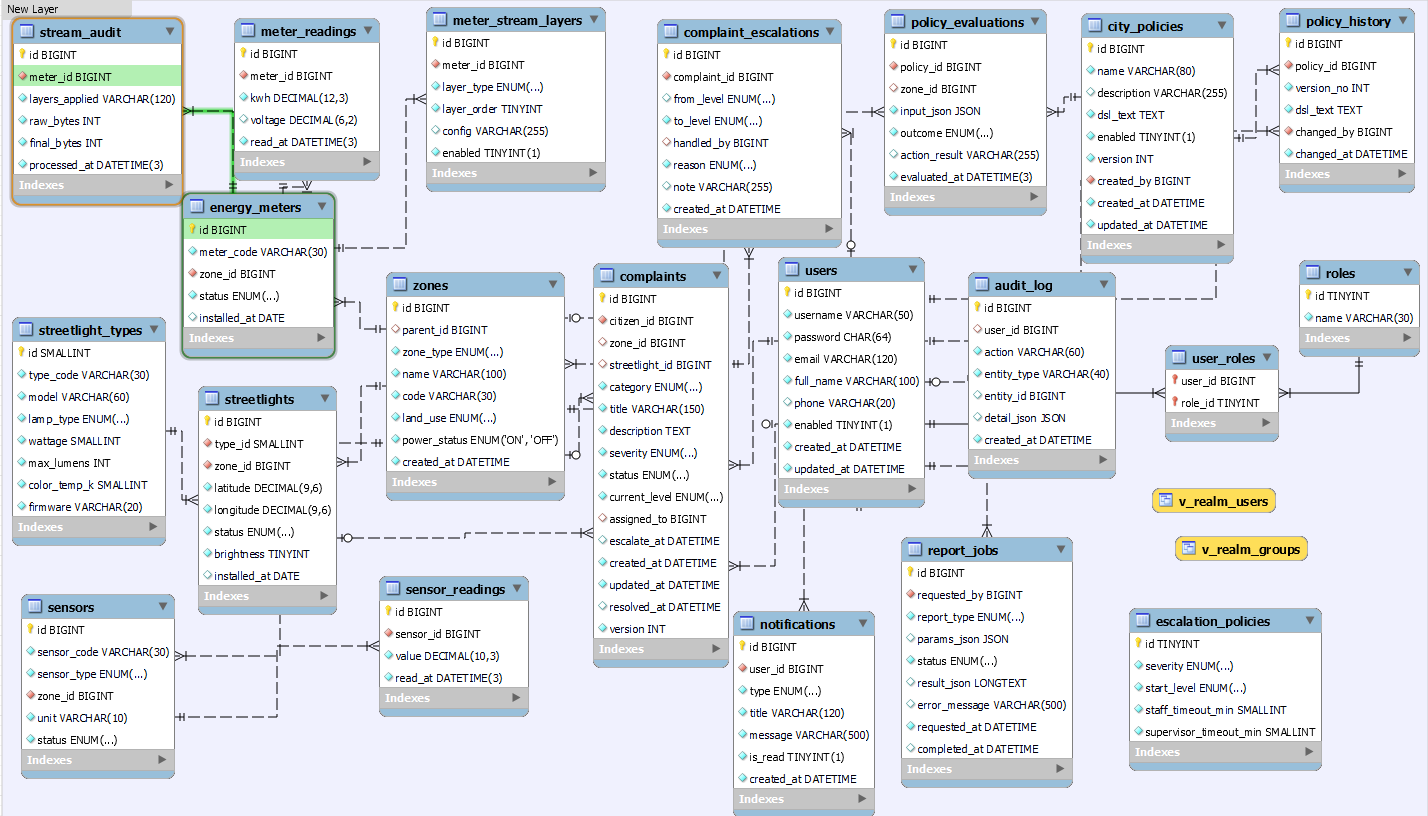 New Layer
stream_audit
id BIGINT
meter_id BIGINT
layers_applied VARCHAR(120)
raw_bytes INT
final_bytes INT
processed_at DATETIME(3)
Indexes
meter_readings
id BIGINT
meter_id BIGINT
kwh DECIMAL(12,3)
voltage DECIMAL(6,2)
read_at DATETIME(3)
Indexes
meter_stream_layers
id BIGINT
meter_id BIGINT
layer_type ENUM(...)
layer_order TINYINT
config VARCHAR(255)
enabled TINYINT(1)
Indexes
complaint_escalations
id BIGINT
complaint_id BIGINT
from_level ENUM(...)
to_level ENUM(...)
handled_by BIGINT
reason ENUM(...)
note VARCHAR(255)
created_at DATETIME
Indexes
policy_evaluations
id BIGINT
policy_id BIGINT
zone_id BIGINT
input_json JSON
outcome ENUM(...)
action_result VARCHAR(255)
evaluated_at DATETIME(3)
Indexes
city_policies
id BIGINT
name VARCHAR(80)
description VARCHAR(255)
dsl_text TEXT
enabled TINYINT(1)
version INT
created_by BIGINT
created_at DATETIME
updated_at DATETIME
Indexes
policy_history
id BIGINT
policy_id BIGINT
version_no INT
dsl_text TEXT
changed_by BIGINT
changed_at DATETIME
Indexes
energy_meters
id BIGINT
meter_code VARCHAR(30)
zone_id BIGINT
status ENUM(...)
installed_at DATE
Indexes
zones
id BIGINT
parent_id BIGINT
zone_type ENUM(...)
name VARCHAR(100)
code VARCHAR(30)
land_use ENUM(...)
power_status ENUM('ON', 'OFF')
created_at DATETIME
Indexes
complaints
id BIGINT
citizen_id BIGINT
zone_id BIGINT
streetlight_id BIGINT
category ENUM(...)
title VARCHAR(150)
description TEXT
severity ENUM(...)
status ENUM(...)
current_level ENUM(...)
assigned_to BIGINT
escalate_at DATETIME
created_at DATETIME
updated_at DATETIME
resolved_at DATETIME
version INT
Indexes
users
id BIGINT
username VARCHAR(50)
password CHAR(64)
email VARCHAR(120)
full_name VARCHAR(100)
phone VARCHAR(20)
enabled TINYINT(1)
created_at DATETIME
updated_at DATETIME
Indexes
audit_log
id BIGINT
user_id BIGINT
action VARCHAR(60)
entity_type VARCHAR(40)
entity_id BIGINT
detail_json JSON
created_at DATETIME
Indexes
roles
id TINYINT
name VARCHAR(30)
Indexes
user_roles
user_id BIGINT
role_id TINYINT
Indexes
streetlight_types
id SMALLINT
type_code VARCHAR(30)
model VARCHAR(60)
lamp_type ENUM(...)
wattage SMALLINT
max_lumens INT
color_temp_k SMALLINT
firmware VARCHAR(20)
Indexes
streetlights
id BIGINT
type_id SMALLINT
zone_id BIGINT
latitude DECIMAL(9,6)
longitude DECIMAL(9,6)
status ENUM(...)
brightness TINYINT
installed_at DATE
Indexes
v_realm_users
v_realm_groups
sensors
id BIGINT
sensor_code VARCHAR(30)
sensor_type ENUM(...)
zone_id BIGINT
unit VARCHAR(10)
status ENUM(...)
Indexes
sensor_readings
id BIGINT
sensor_id BIGINT
value DECIMAL(10,3)
read_at DATETIME(3)
Indexes
notifications
id BIGINT
user_id BIGINT
type ENUM(...)
title VARCHAR(120)
message VARCHAR(500)
is_read TINYINT(1)
created_at DATETIME
Indexes
report_jobs
id BIGINT
requested_by BIGINT
report_type ENUM(...)
params_json JSON
status ENUM(...)
result_json LONGTEXT
error_message VARCHAR(500)
requested_at DATETIME
completed_at DATETIME
Indexes
escalation_policies
id TINYINT
severity ENUM(...)
start_level ENUM(...)
staff_timeout_min SMALLINT
supervisor_timeout_min SMALLINT
Indexes